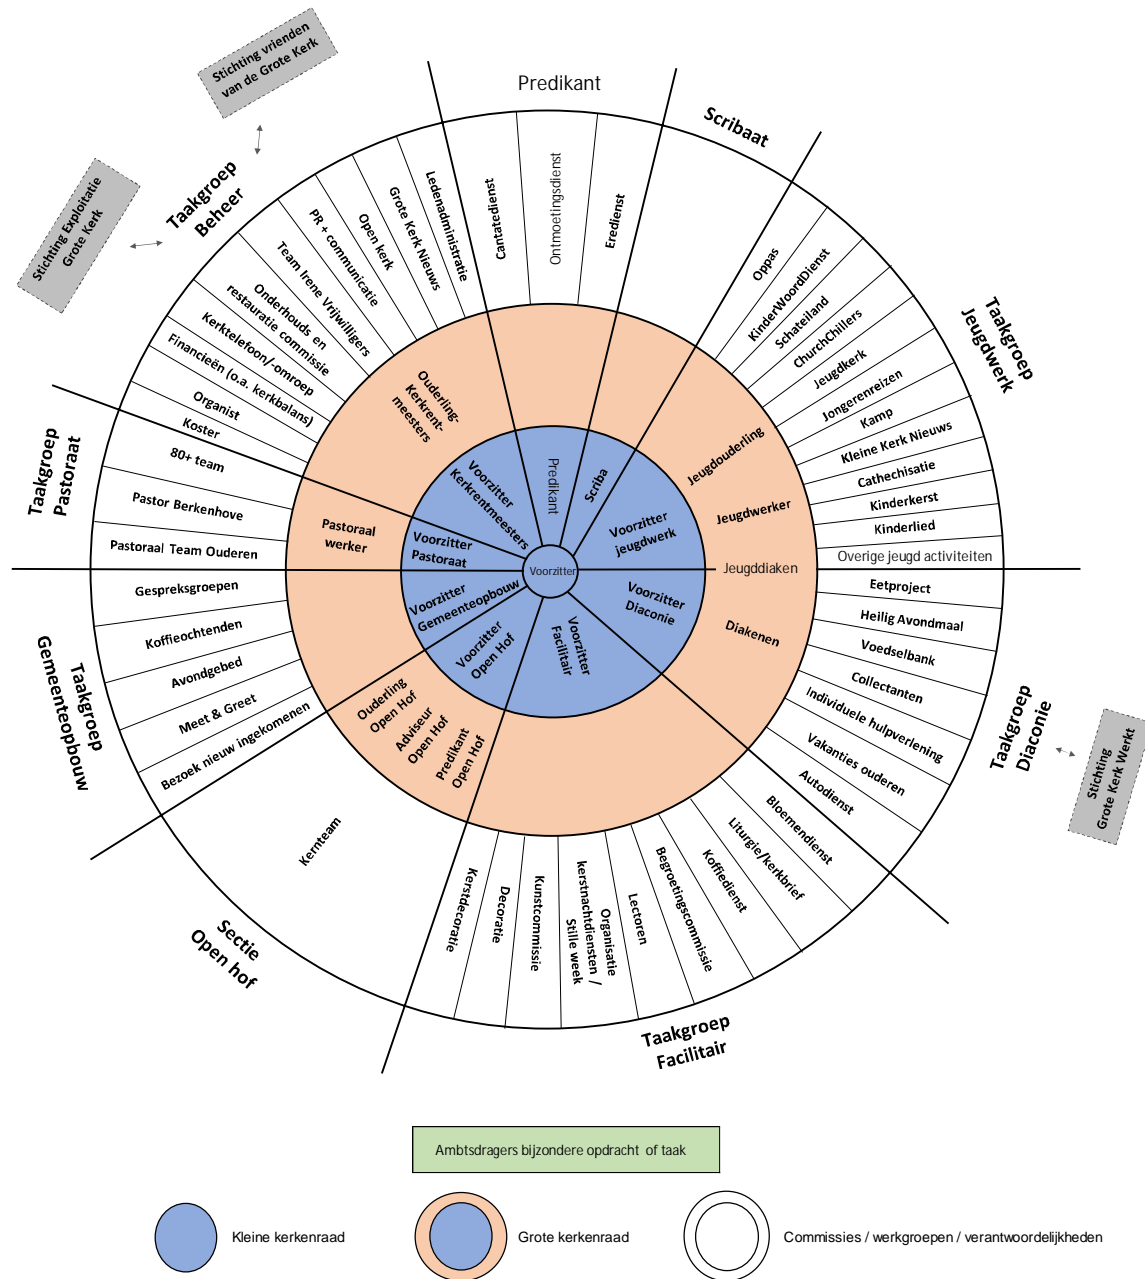 Stichting vrienden
van de Grote Kerk
Stichting Exploitatie
Grote Kerk
Taakgroep
Beheer
Predikant
Scribaat
Taakgroep
Jeugdwerk
Taakgroep
Diaconie
Stichting
Grote Kerk Werkt
Taakgroep
Facilitair
Sectie
Open hof
Taakgroep
Gemeenteopbouw
Taakgroep
Pastoraat
Cantatedienst
Ontmoetingsdienst
Eredienst
Oppas
KinderWoordDienst
Schateiland
ChurchChillers
Jeugdkerk
Jongerenreizen
Kamp
Kleine Kerk Nieuws
Cathechisatie
Kinderkerst
Kinderlied
Overige jeugd activiteiten
Eetproject
Heilig Avondmaal
Voedselbank
Collectanten
Individuele hulpverlening
Vakanties ouderen
Autodienst
Bloemendienst
Liturgie/kerkbrief
Koffiedienst
Begroetingscommissie
Lectoren
Organisatie
kerstnachtdiensten /
Stille week
Kunstcommissie
Decoratie
Kerstdecoratie
Kernteam
Bezoek nieuw ingekomenen
Meet & Greet
Avondgebed
Koffieochtenden
Gespreksgroepen
Pastoraal Team Ouderen
Pastor Berkenhove
80+ team
Koster
Organist
Financieën (o.a. kerkbalans)
Kerktelefoon/-omroep
Onderhouds en
restauratie commissie
Team Irene Vrijwilligers
PR + communicatie
Open kerk
Grote Kerk Nieuws
Ledenadministratie
Ouderling-
Kerkrent-
meesters
Jeugdouderling
Jeugdwerker
Jeugddiaken
Diakenen
Predikant
Open Hof
Adviseur
Open Hof
Ouderling
Open Hof
Pastoraal
werker
Voorzitter
Kerkrentmeesters
Predikant
Scriba
Voorzitter
jeugdwerk
Voorzitter
Diaconie
Voorzitter
Facilitair
Voorzitter
Open Hof
Voorzitter
Gemeenteopbouw
Voorzitter
Pastoraat
Voorzitter
Ambtsdragers bijzondere opdracht of taak
Kleine kerkenraad
Grote kerkenraad
Commissies / werkgroepen / verantwoordelijkheden